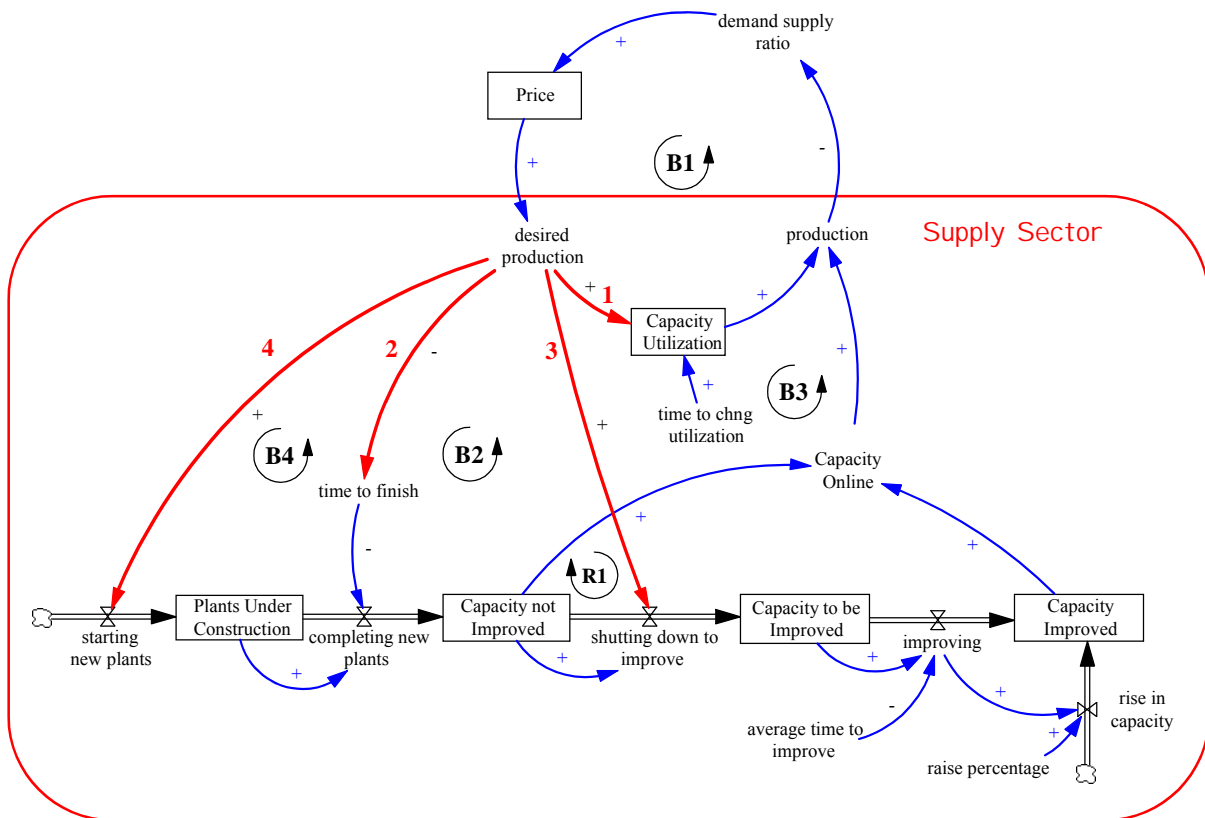 demand supply
ratio
+
Price
+
B1
-
Supply Sector
desired
production
production
+
1
+
Capacity
Utilization
4
2
-
3
+
+
B3
time to chng
utilization
+
+
B4
B2
Capacity
Online
time to finish
+
-
+
R1
Plants Under
Construction
Capacity not
Improved
Capacity to be
Improved
Capacity
Improved
starting
new plants
completing new
plants
shutting down to
improve
improving
+
+
+
+
-
+
rise in
capacity
average time to
improve
raise percentage